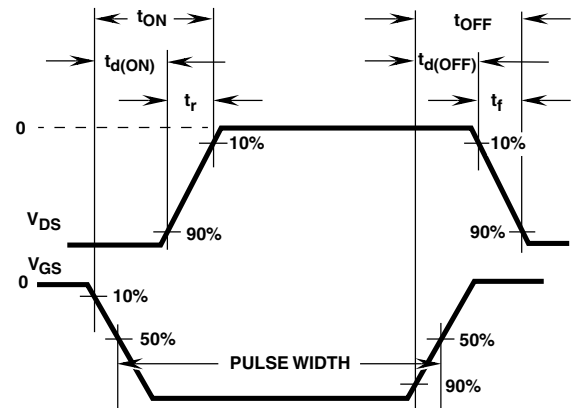 tON tOFF
td(ON) td(OFF)
tr tf
0 10% 10%
VDS 90% 90%
VGS
0 10%
50% 50%
PULSE WIDTH
90%